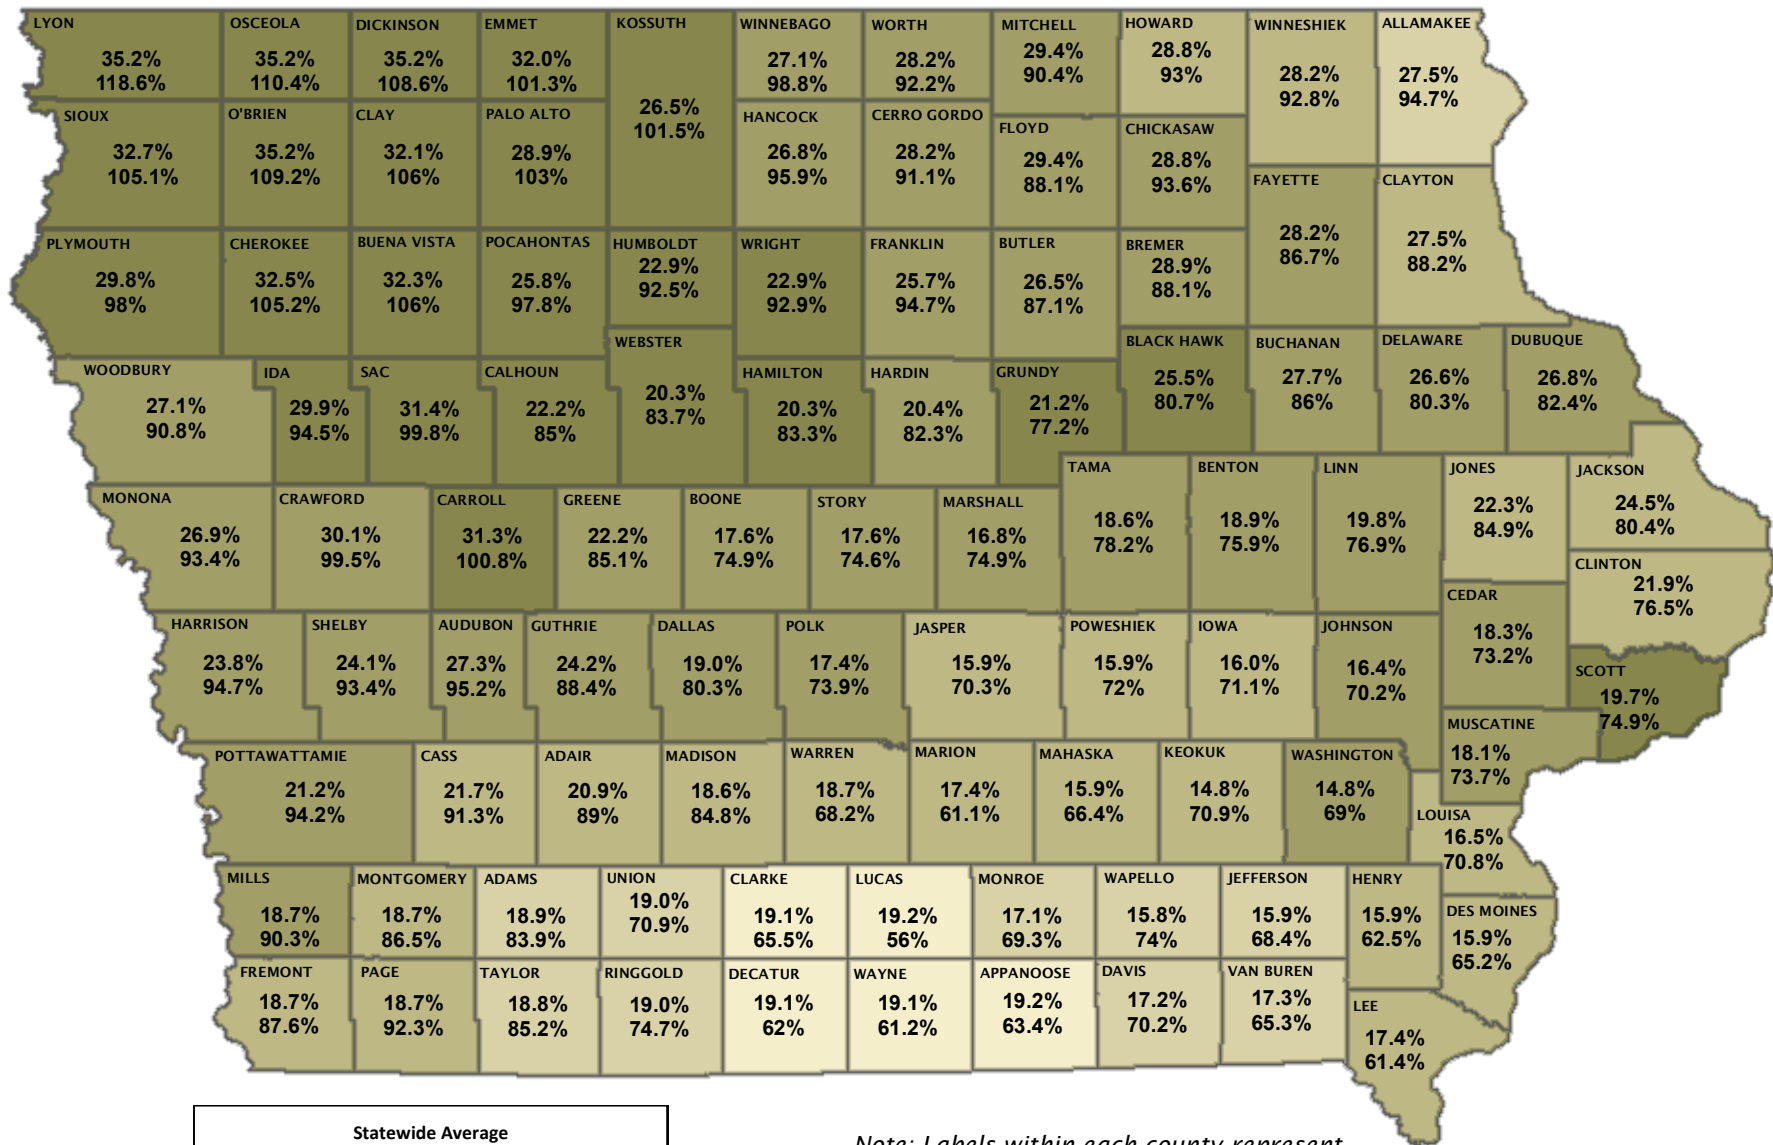 LYON
35.2%
118.6%
OSCEOLA
35.2%
110.4%
DICKINSON
35.2%
108.6%
EMMET
32.0%
101.3%
KOSSUTH
26.5%
101.5%
WINNEBAGO
27.1%
98.8%
WORTH
28.2%
92.2%
MITCHELL
29.4%
90.4%
HOWARD
28.8%
93%
WINNESHIEK
28.2%
92.8%
ALLAMAKEE
27.5%
94.7%
SIOUX
32.7%
105.1%
O'BRIEN
35.2%
109.2%
CLAY
32.1%
106%
PALO ALTO
28.9%
103%
HANCOCK
26.8%
95.9%
CERRO GORDO
28.2%
91.1%
FLOYD
29.4%
88.1%
CHICKASAW
28.8%
93.6%
FAYETTE
28.2%
86.7%
CLAYTON
27.5%
88.2%
PLYMOUTH
29.8%
98%
CHEROKEE
32.5%
105.2%
BUENA VISTA
32.3%
106%
POCAHONTAS
25.8%
97.8%
HUMBOLDT
22.9%
92.5%
WRIGHT
22.9%
92.9%
FRANKLIN
25.7%
94.7%
BUTLER
26.5%
87.1%
BREMER
28.9%
88.1%
WEBSTER
20.3%
83.7%
BLACK HAWK
25.5%
80.7%
BUCHANAN
27.7%
86%
DELAWARE
26.6%
80.3%
DUBUQUE
26.8%
82.4%
WOODBURY
27.1%
90.8%
IDA
29.9%
94.5%
SAC
31.4%
99.8%
CALHOUN
22.2%
85%
HAMILTON
20.3%
83.3%
HARDIN
20.4%
82.3%
GRUNDY
21.2%
77.2%
TAMA
18.6%
78.2%
BENTON
18.9%
75.9%
LINN
19.8%
76.9%
JONES
22.3%
84.9%
JACKSON
24.5%
80.4%
MONONA
26.9%
93.4%
CRAWFORD
30.1%
99.5%
CARROLL
31.3%
100.8%
GREENE
22.2%
85.1%
BOONE
17.6%
74.9%
STORY
17.6%
74.6%
MARSHALL
16.8%
74.9%
CLINTON
21.9%
76.5%
CEDAR
18.3%
73.2%
HARRISON
23.8%
94.7%
SHELBY
24.1%
93.4%
AUDUBON
27.3%
95.2%
GUTHRIE
24.2%
88.4%
DALLAS
19.0%
80.3%
POLK
17.4%
73.9%
JASPER
15.9%
70.3%
POWESHIEK
15.9%
72%
IOWA
16.0%
71.1%
JOHNSON
16.4%
70.2%
SCOTT
19.7%
74.9%
MUSCATINE
18.1%
73.7%
POTTAWATTAMIE
21.2%
94.2%
CASS
21.7%
91.3%
ADAIR
20.9%
89%
MADISON
18.6%
84.8%
WARREN
18.7%
68.2%
MARION
17.4%
61.1%
MAHASKA
15.9%
66.4%
KEOKUK
14.8%
70.9%
WASHINGTON
14.8%
69%
LOUISA
16.5%
70.8%
MILLS
18.7%
90.3%
MONTGOMERY
18.7%
86.5%
ADAMS
18.9%
83.9%
UNION
19.0%
70.9%
CLARKE
19.1%
65.5%
LUCAS
19.2%
56%
MONROE
17.1%
69.3%
WAPELLO
15.8%
74%
JEFFERSON
15.9%
68.4%
HENRY
15.9%
62.5%
DES MOINES
15.9%
65.2%
FREMONT
18.7%
87.6%
PAGE
18.7%
92.3%
TAYLOR
18.8%
85.2%
RINGGOLD
19.0%
74.7%
DECATUR
19.1%
62%
WAYNE
19.1%
61.2%
APPANOOSE
19.2%
63.4%
DAVIS
17.2%
70.2%
VAN BUREN
17.3%
65.3%
LEE
17.4%
61.4%
Statewide Average
Note: Labels within each county represent